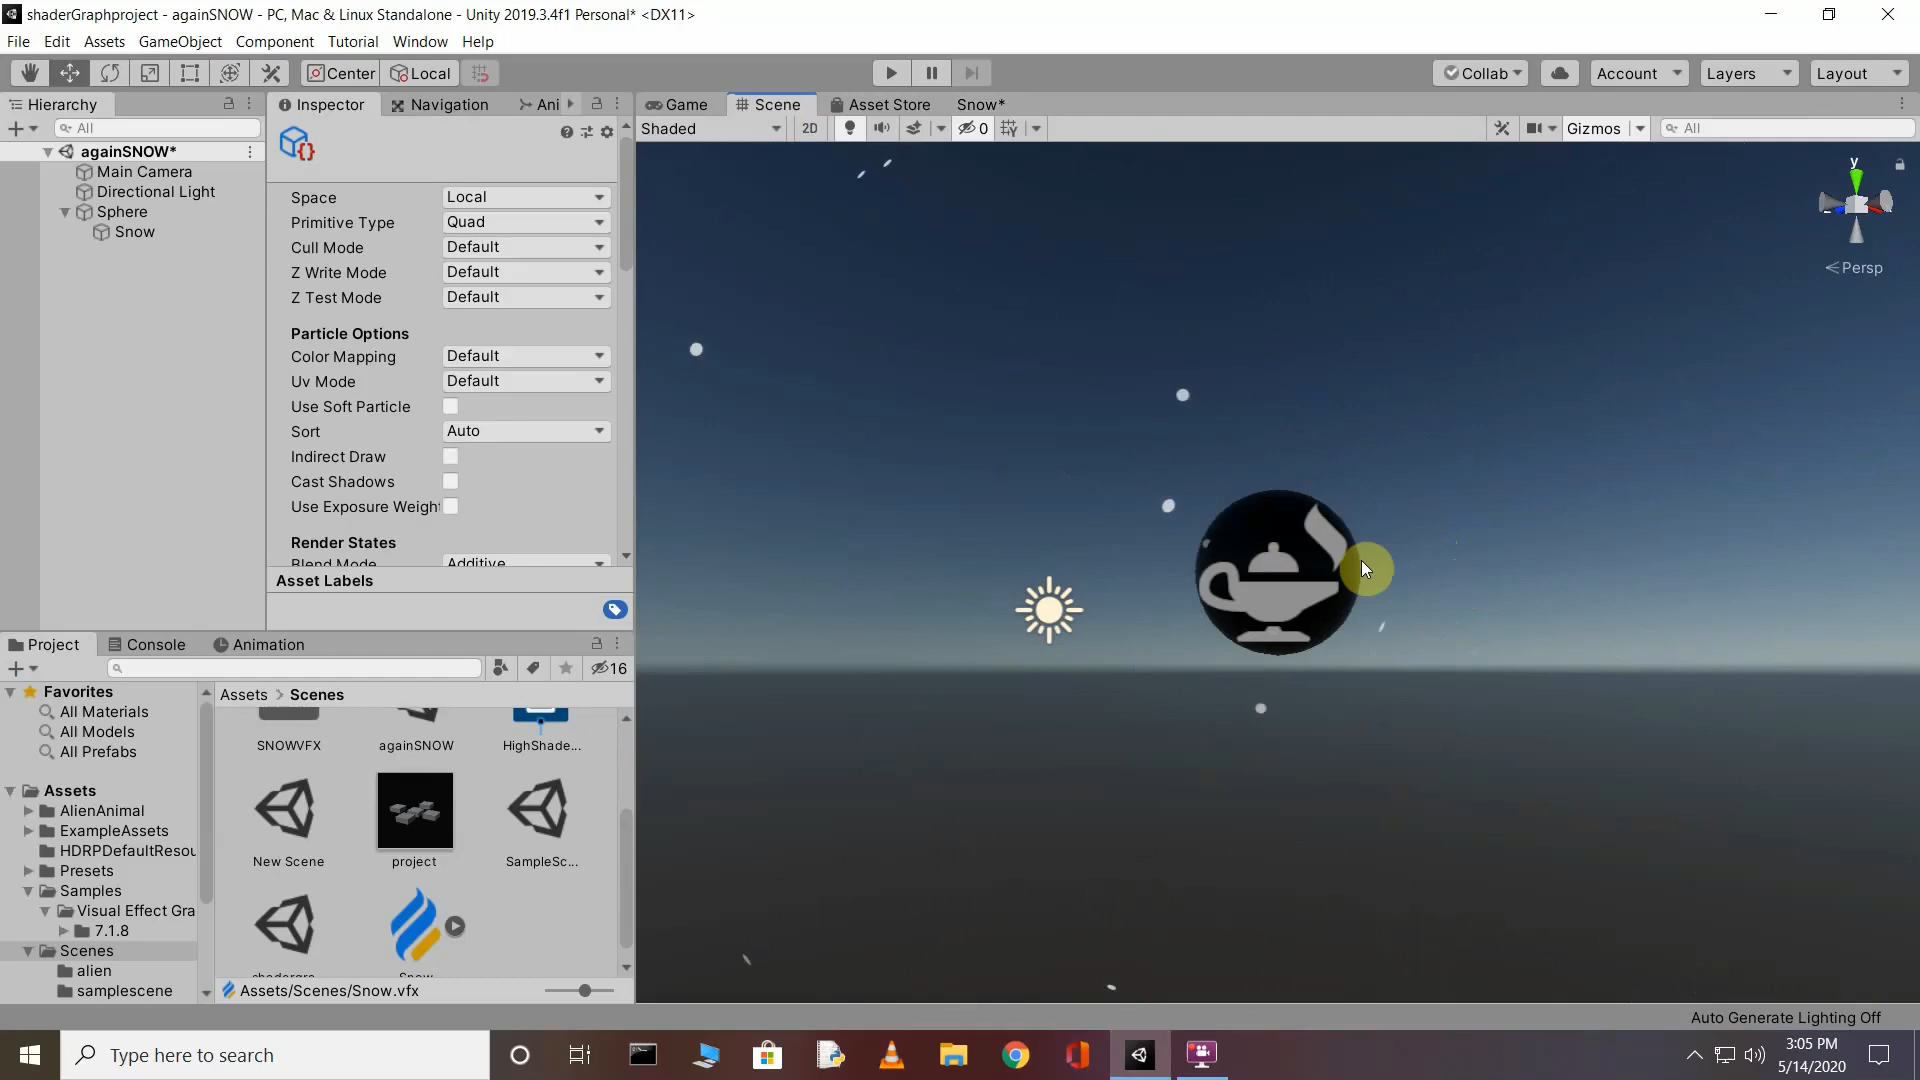 shaderGraphproject - againSNOW - PC, Mac & Linux Standalone - Unity 2019.3.4f1 Personal* <DX11>
File Edit Assets GameObject Component Tutorial Window Help
Center Local Collab Account Layers Layout
Hierarchy
All
againSNOW*
Main Camera
Directional Light
Sphere
Snow
Inspector Navigation Ani
Space Local
Primitive Type Quad
Cull Mode Default
Z Write Mode Default
Z Test Mode Default
Particle Options
Color Mapping Default
Uv Mode Default
Use Soft Particle
Sort Auto
Indirect Draw
Cast Shadows
Use Exposure Weigh
Render States
Blend Mode Additive
Asset Labels
Game Scene Asset Store Snow*
Shaded 2D 0 Gizmos All
y
Persp
Project Console Animation
16
Favorites
All Materials
All Models
All Prefabs
Assets
AlienAnimal
ExampleAssets
HDRPDefaultResou
Presets
Samples
Visual Effect Gra
7.1.8
Scenes
alien
samplescene
Assets > Scenes
SNOWVFX againSNOW HighShade...
New Scene project SampleSc...
Snow
Assets/Scenes/Snow.vfx
Auto Generate Lighting Off
Type here to search
3:05 PM
5/14/2020